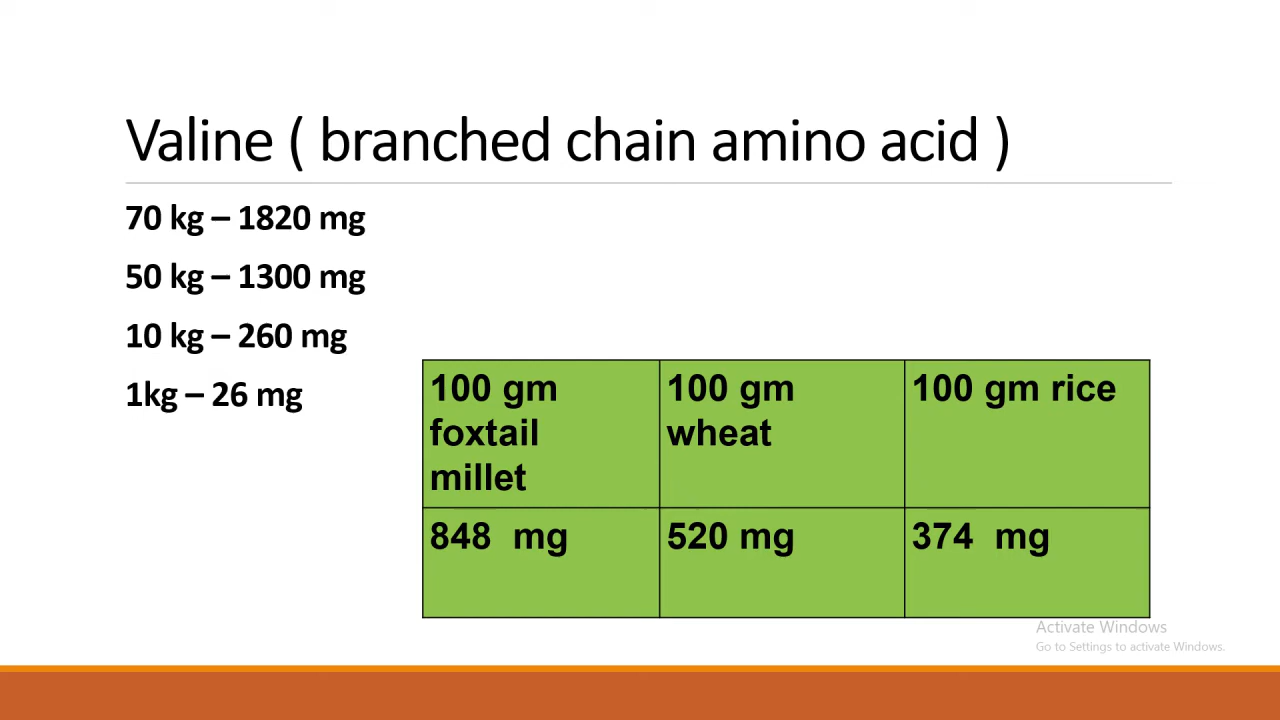 Valine ( branched chain amino acid )
70 kg – 1820 mg
50 kg – 1300 mg
10 kg – 260 mg
1kg – 26 mg
100 gm foxtail millet
100 gm wheat
100 gm rice
848 mg
520 mg
374 mg
Activate Windows
Go to Settings to activate Windows.